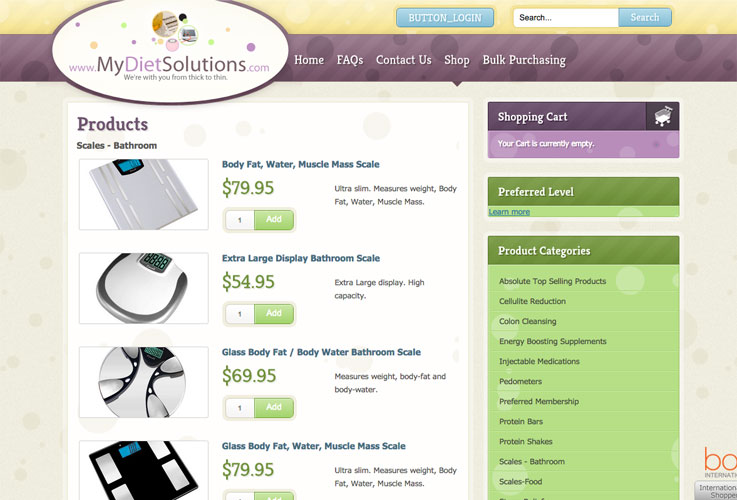 BUTTON_LOGIN
Search...
Search
www.MyDietSolutions.com
We're with you from thick to thin.
Home FAQs Contact Us Shop Bulk Purchasing
Products
Scales - Bathroom
Body Fat, Water, Muscle Mass Scale
$79.95
Ultra slim. Measures weight, Body
Fat, Water, Muscle Mass.
1 Add
Extra Large Display Bathroom Scale
$54.95
Extra Large display. High
capacity.
1 Add
Glass Body Fat / Body Water Bathroom Scale
$69.95
Measures weight, body-fat and
body-water.
1 Add
Glass Body Fat, Water, Muscle Mass Scale
$79.95
Ultra slim. Measures weight, Body
Fat, Water, Muscle Mass.
1 Add
Shopping Cart
Your Cart is currently empty.
Preferred Level
Learn more
Product Categories
Absolute Top Selling Products
Cellulite Reduction
Colon Cleansing
Energy Boosting Supplements
Injectable Medications
Pedometers
Preferred Membership
Protein Bars
Protein Shakes
Scales - Bathroom
Scales-Food
bo
INTERNATI
International
Shoppe